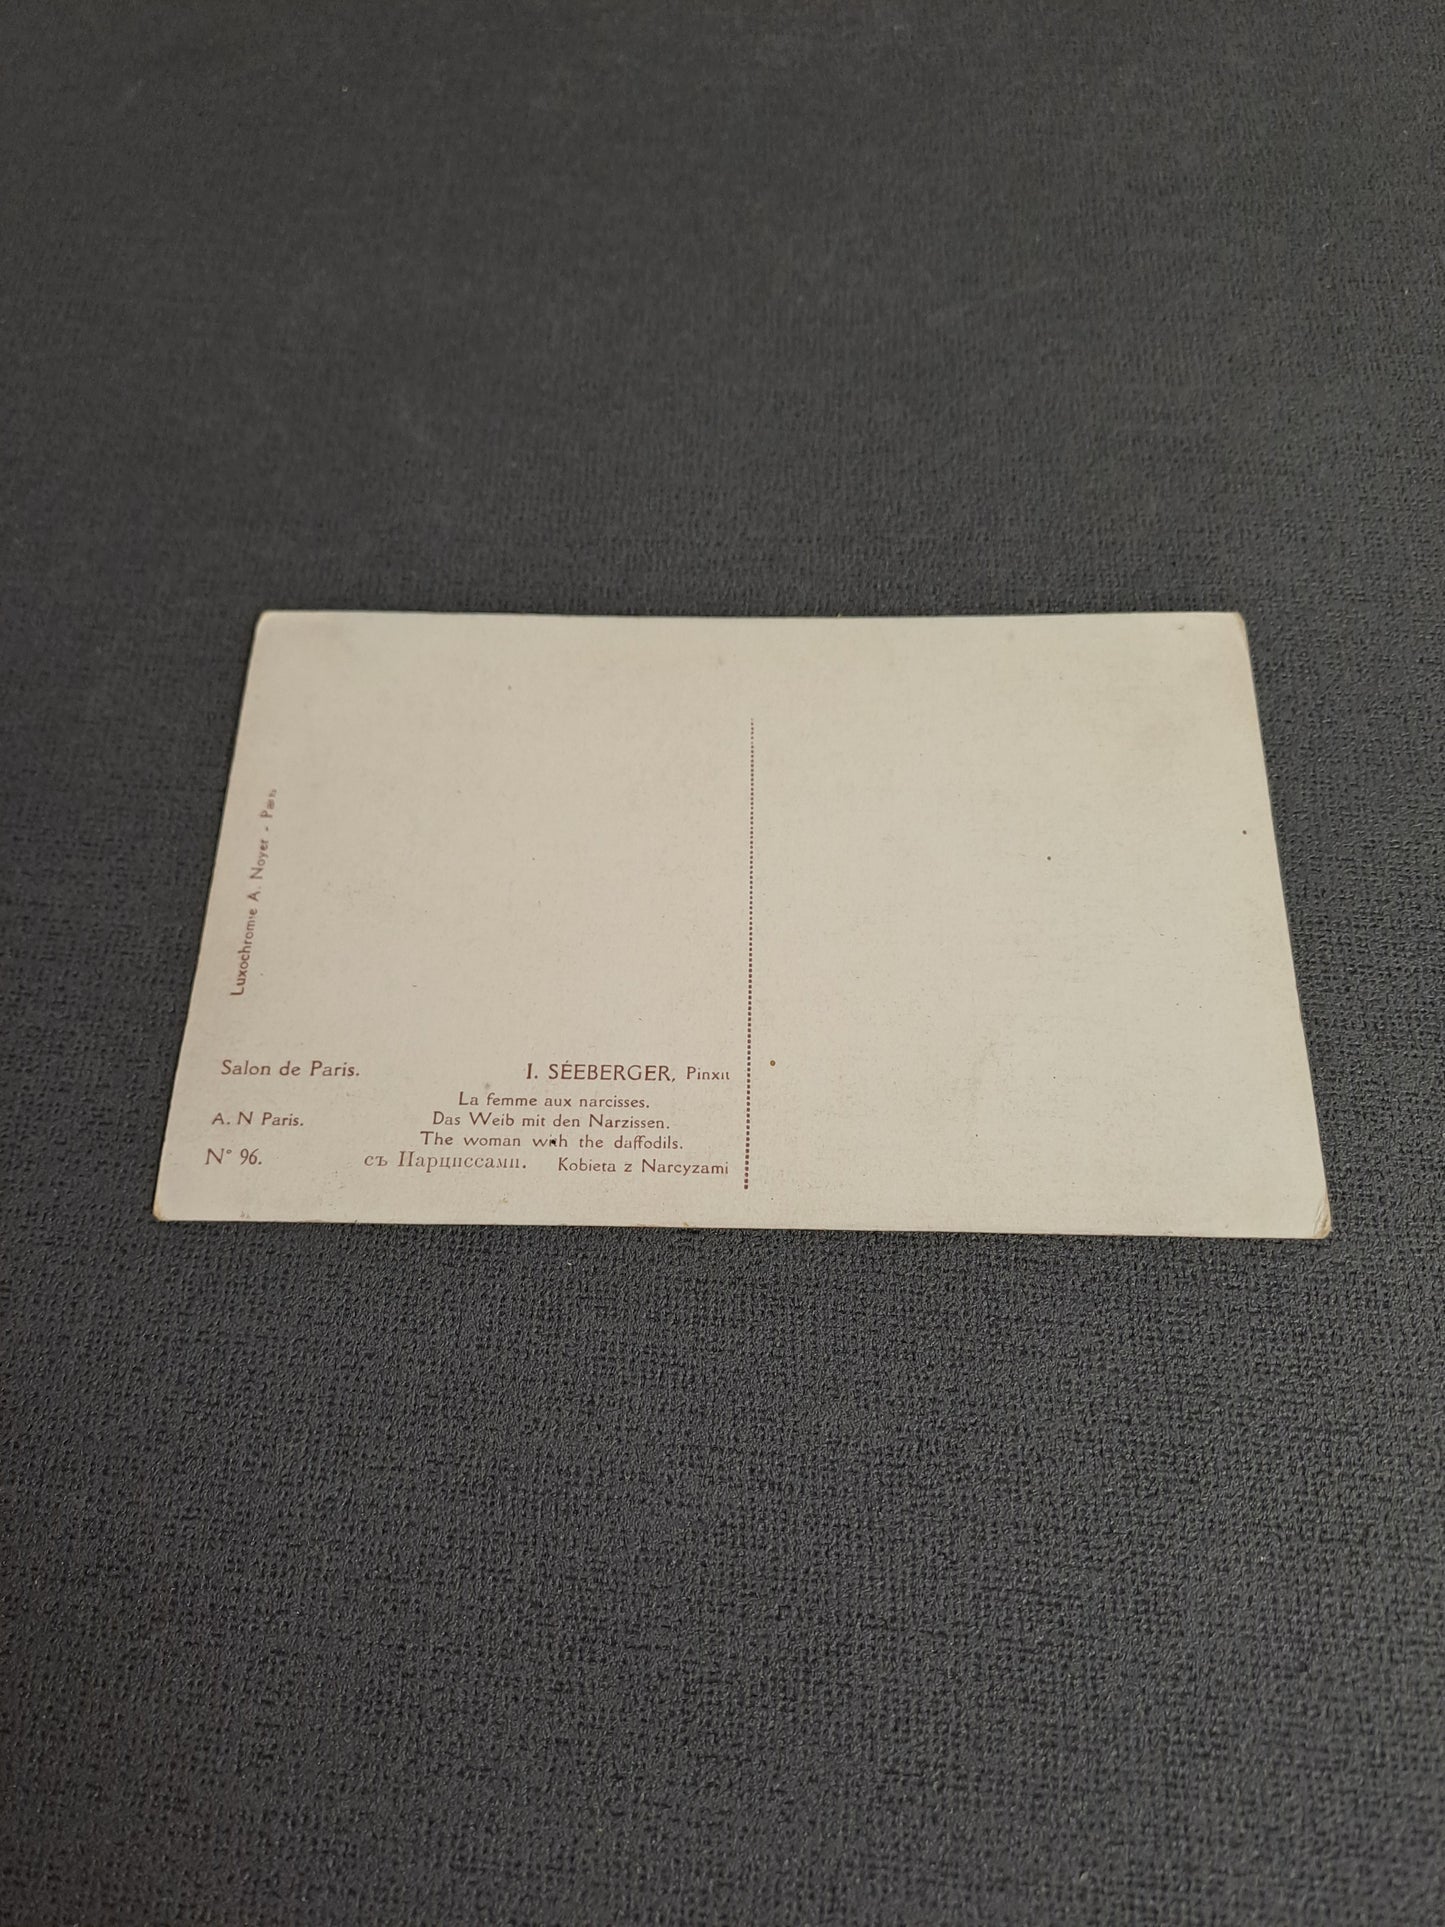 Luxochromie A. Noyer - Paris
Salon de Paris.
I. SÉEBERGER, Pinxit
La femme aux narcisses.
A. N Paris.
Das Weib mit den Narzissen.
The woman with the daffodils.
N° 96.
съ Нарциссами. Kobieta z Narcyzami